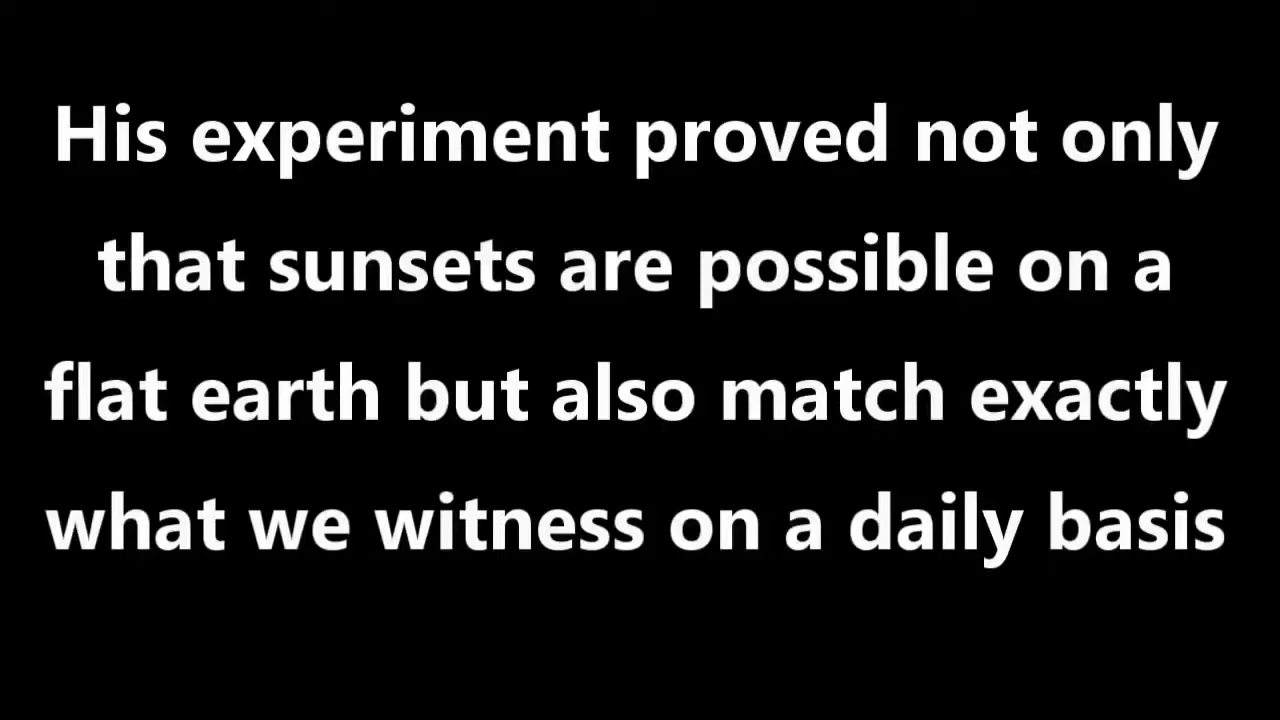 His experiment proved not only
that sunsets are possible on a
flat earth but also match exactly
what we witness on a daily basis